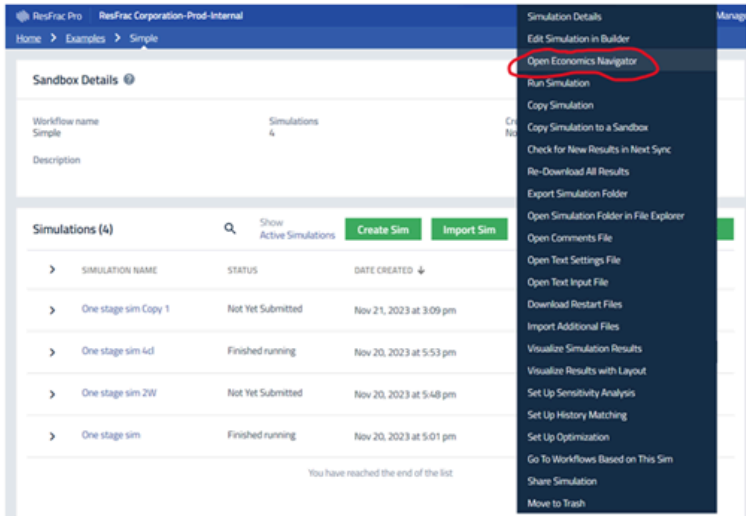 ResFrac Pro ResFrac Corporation-Prod-Internal
Manag
Home > Examples > Simple
Sandbox Details
Workflow name
Simulations
Cr
Simple
4
No
Description
Simulations (4)
Show
Active Simulations
Create Sim
Import Sim
SIMULATION NAME STATUS DATE CREATED
One stage sim Copy 1 Not Yet Submitted Nov 21, 2023 at 3:09 pm
One stage sim 4cl Finished running Nov 20, 2023 at 5:53 pm
One stage sim 2W Not Yet Submitted Nov 20, 2023 at 5:48 pm
One stage sim Finished running Nov 20, 2023 at 5:01 pm
You have reached the end of the list
Simulation Details
Edit Simulation in Builder
Open Economics Navigator
Run Simulation
Copy Simulation
Copy Simulation to a Sandbox
Check for New Results in Next Sync
Re-Download All Results
Export Simulation Folder
Open Simulation Folder in File Explorer
Open Comments File
Open Text Settings File
Open Text Input File
Download Restart Files
Import Additional Files
Visualize Simulation Results
Visualize Results with Layout
Set Up Sensitivity Analysis
Set Up History Matching
Set Up Optimization
Go To Workflows Based on This Sim
Share Simulation
Move to Trash